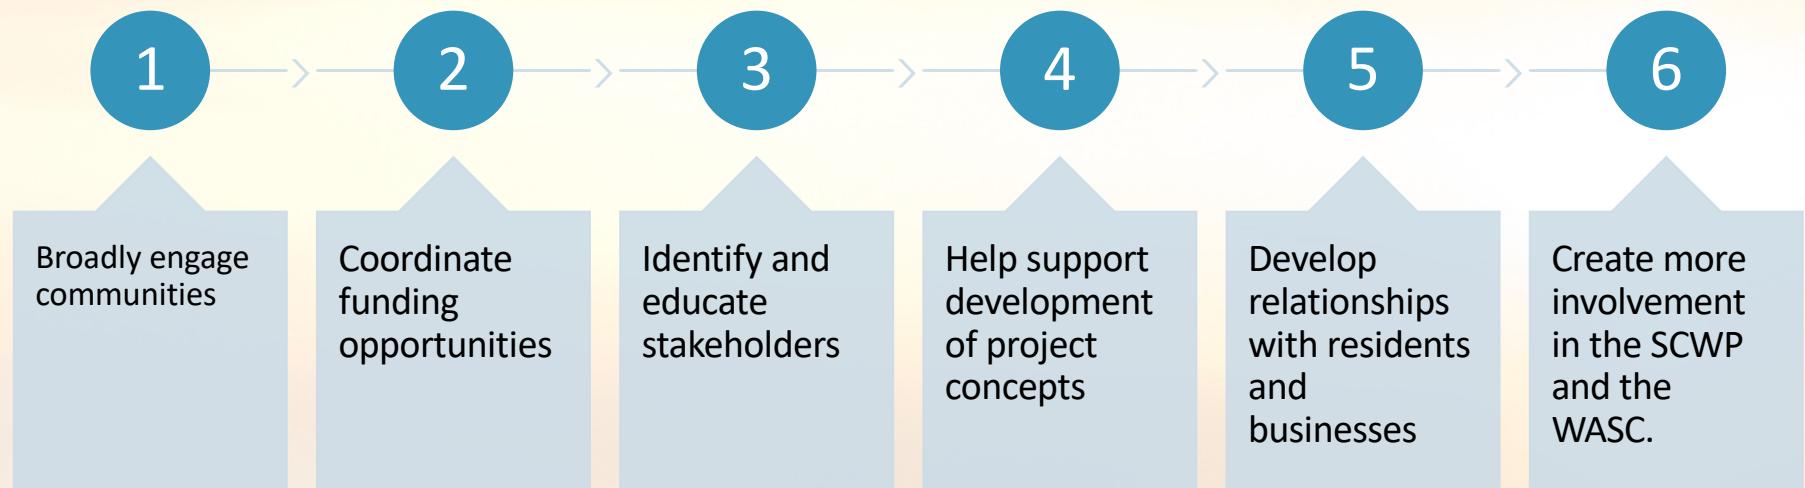 1
2
3
4
5
6
Broadly engage
communities
Coordinate
funding
opportunities
Identify and
educate
stakeholders
Help support
development
of project
concepts
Develop
relationships
with residents
and
businesses
Create more
involvement
in the SCWP
and the
WASC.